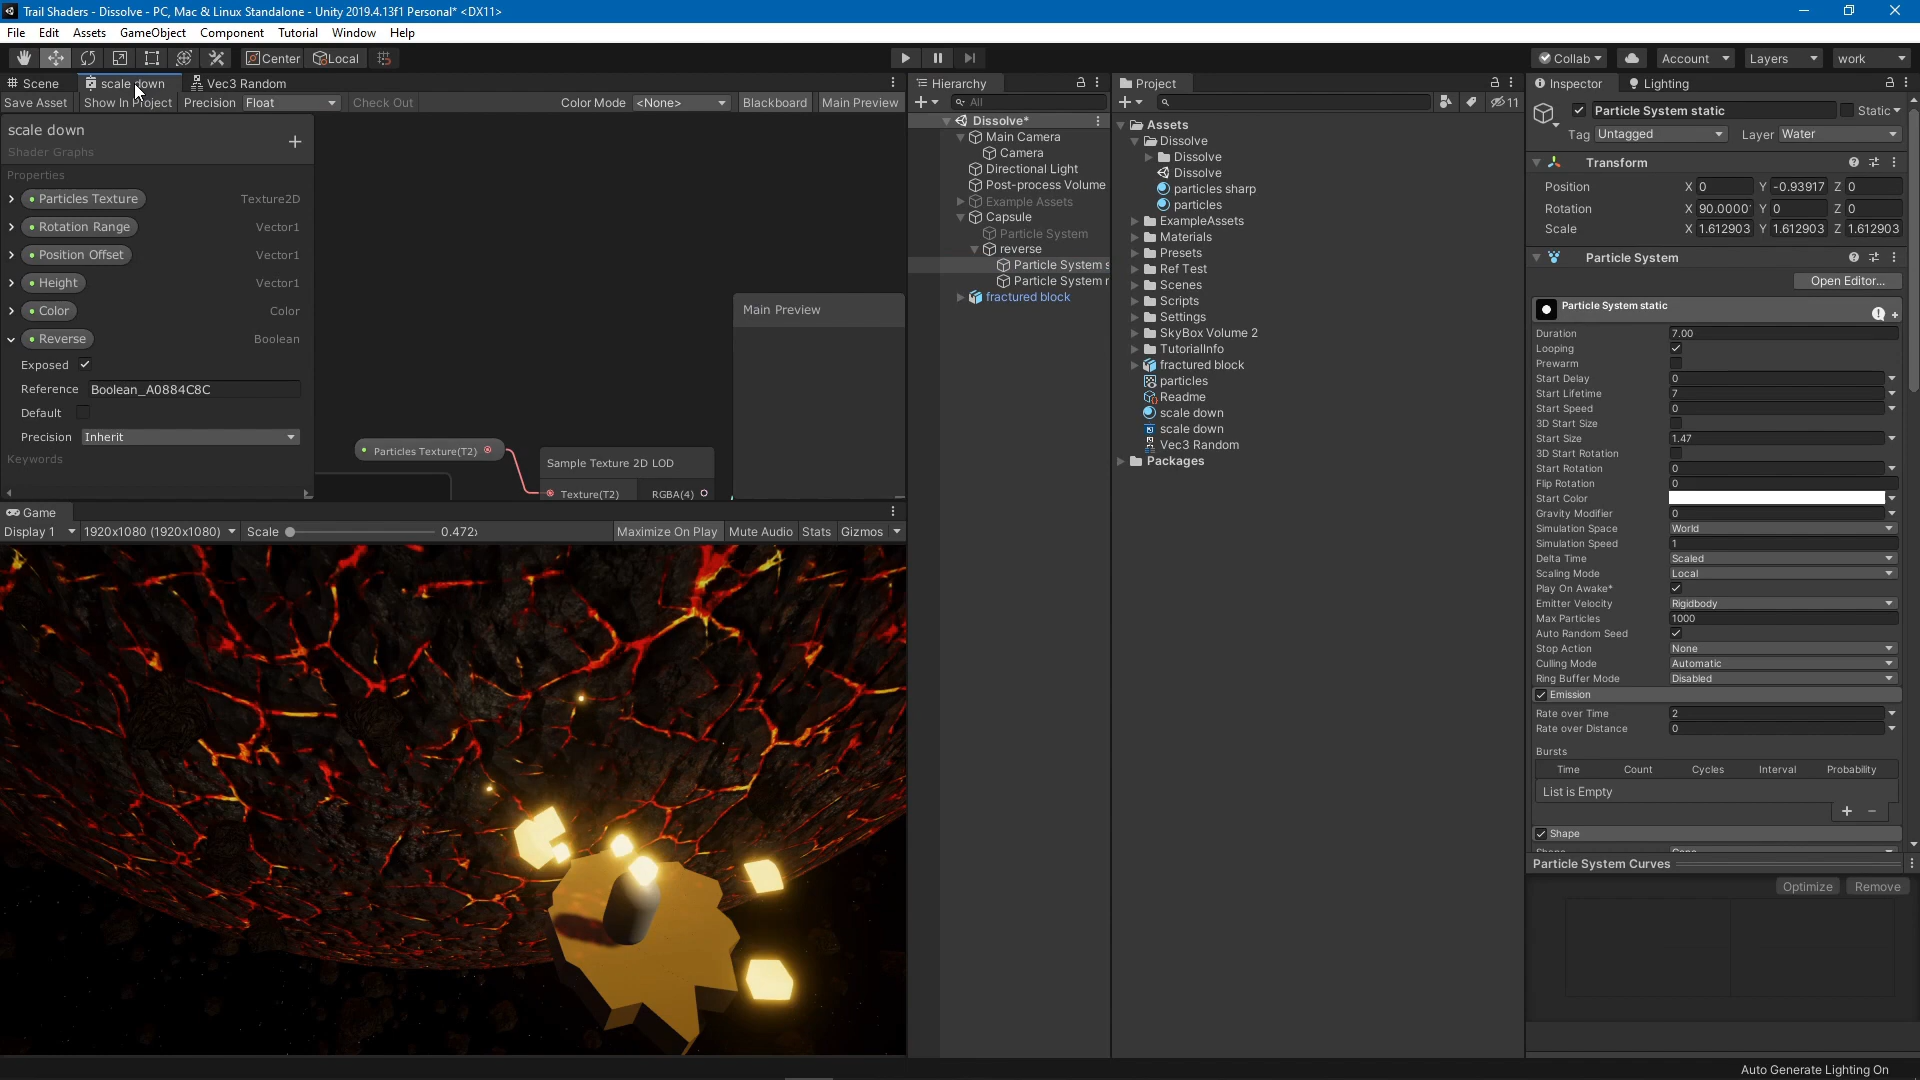 Trail Shaders - Dissolve - PC, Mac & Linux Standalone - Unity 2019.4.13f1 Personal* <DX11>
File Edit Assets GameObject Component Tutorial Window Help
Center Local
Collab Account Layers work
Scene scale down Vec3 Random
Save Asset Show In Project Precision Float Check Out Color Mode <None> Blackboard Main Preview
scale down
Shader Graphs
Properties
Particles Texture Texture2D
Rotation Range Vector1
Position Offset Vector1
Height Vector1
Color Color
Reverse Boolean
Exposed
Reference Boolean_A0884C8C
Default
Precision Inherit
Keywords
Particles Texture(T2)
Sample Texture 2D LOD
Texture(T2) RGBA(4)
Main Preview
Game
Display 1 1920x1080 (1920x1080) Scale 0.472 Maximize On Play Mute Audio Stats Gizmos
Hierarchy
All
Dissolve*
Main Camera
Camera
Directional Light
Post-process Volume
Example Assets
Capsule
Particle System
reverse
Particle System s
Particle System r
fractured block
Project
11
Assets
Dissolve
Dissolve
Dissolve
particles sharp
particles
ExampleAssets
Materials
Presets
Ref Test
Scenes
Scripts
Settings
SkyBox Volume 2
TutorialInfo
fractured block
particles
Readme
scale down
scale down
Vec3 Random
Packages
Inspector Lighting
Particle System static Static
Tag Untagged Layer Water
Transform
Position X 0 Y -0.93917 Z 0
Rotation X 90.0000 Y 0 Z 0
Scale X 1.612903 Y 1.612903 Z 1.612903
Particle System
Open Editor...
Particle System static
Duration 7.00
Looping
Prewarm
Start Delay 0
Start Lifetime 7
Start Speed 0
3D Start Size
Start Size 1.47
3D Start Rotation
Start Rotation 0
Flip Rotation 0
Start Color
Gravity Modifier 0
Simulation Space World
Simulation Speed 1
Delta Time Scaled
Scaling Mode Local
Play On Awake*
Emitter Velocity Rigidbody
Max Particles 1000
Auto Random Seed
Stop Action None
Culling Mode Automatic
Ring Buffer Mode Disabled
Emission
Rate over Time 2
Rate over Distance 0
Bursts
Time Count Cycles Interval Probability
List is Empty
Shape
Particle System Curves
Optimize Remove
Auto Generate Lighting On